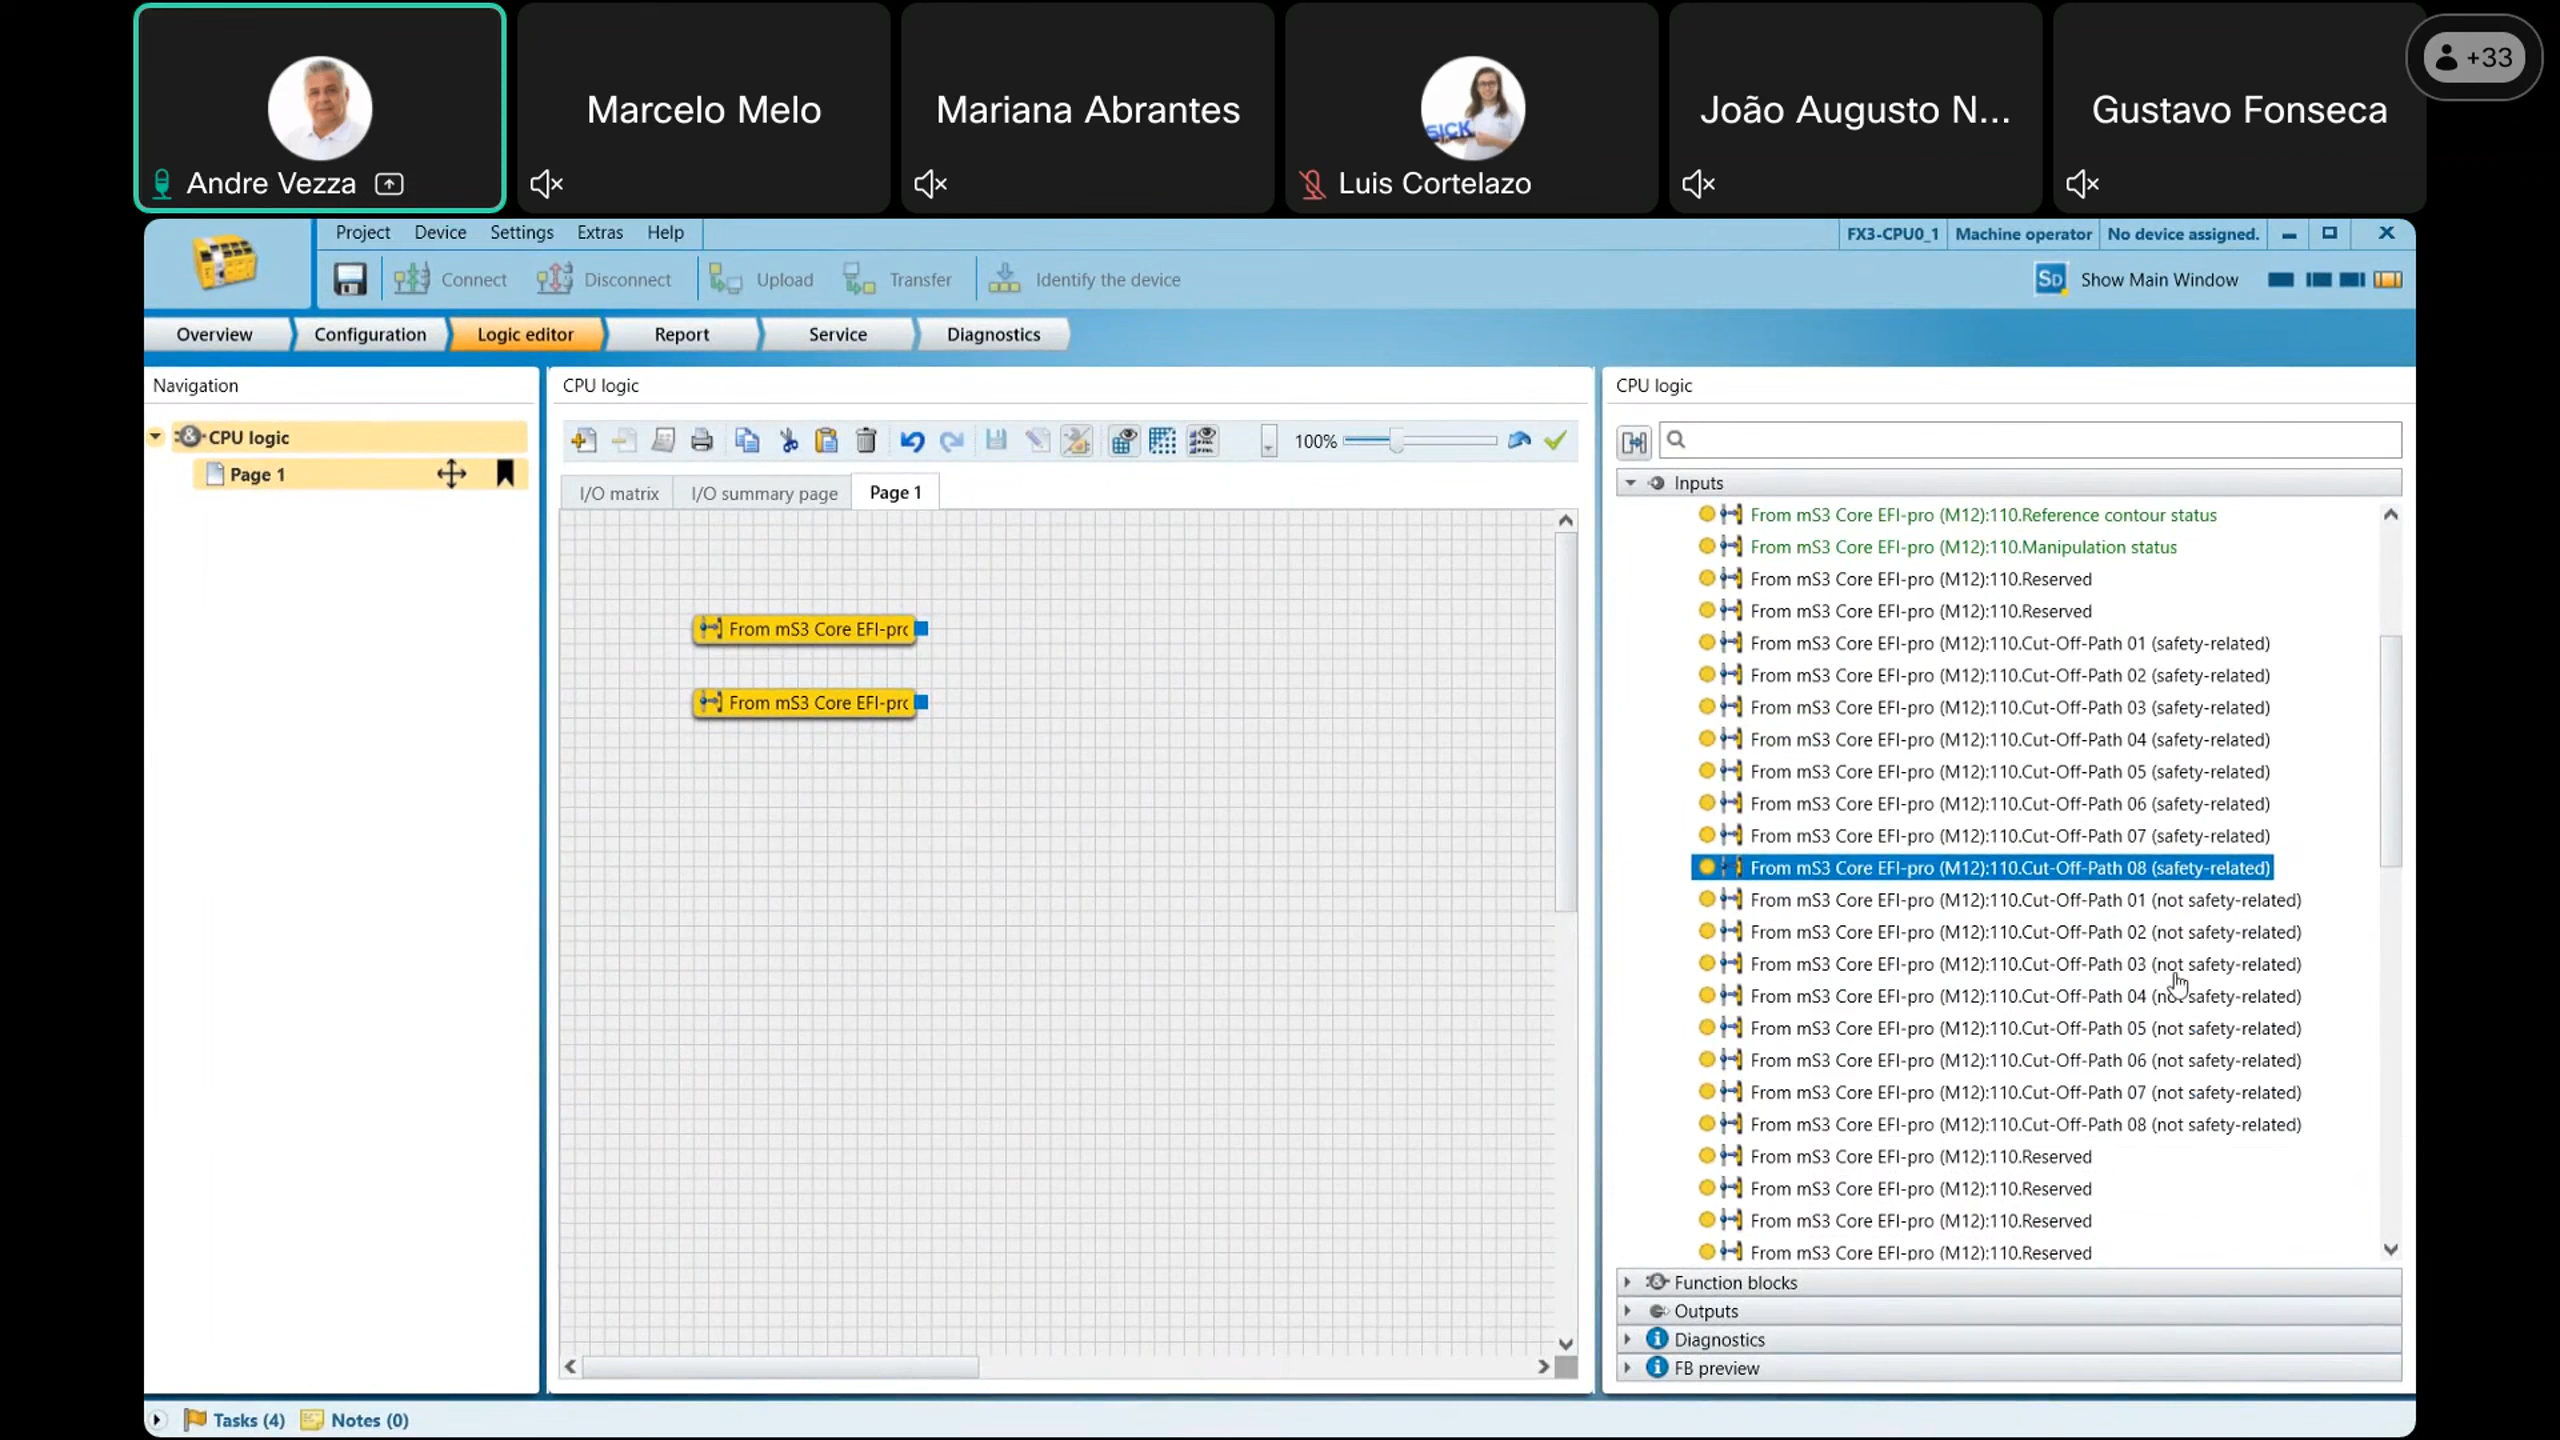 +33
Marcelo Melo
Mariana Abrantes
João Augusto N...
Gustavo Fonseca
SICK
Andre Vezza
Luis Cortelazo
Project Device Settings Extras Help
FX3-CPU0_1 Machine operator No device assigned.
Connect Disconnect Upload Transfer Identify the device
SD Show Main Window
Overview Configuration Logic editor Report Service Diagnostics
Navigation
CPU logic
Page 1
CPU logic
100%
I/O matrix I/O summary page Page 1
From mS3 Core EFI-pro
From mS3 Core EFI-pro
CPU logic
Inputs
From mS3 Core EFI-pro (M12):110.Reference contour status
From mS3 Core EFI-pro (M12):110.Manipulation status
From mS3 Core EFI-pro (M12):110.Reserved
From mS3 Core EFI-pro (M12):110.Reserved
From mS3 Core EFI-pro (M12):110.Cut-Off-Path 01 (safety-related)
From mS3 Core EFI-pro (M12):110.Cut-Off-Path 02 (safety-related)
From mS3 Core EFI-pro (M12):110.Cut-Off-Path 03 (safety-related)
From mS3 Core EFI-pro (M12):110.Cut-Off-Path 04 (safety-related)
From mS3 Core EFI-pro (M12):110.Cut-Off-Path 05 (safety-related)
From mS3 Core EFI-pro (M12):110.Cut-Off-Path 06 (safety-related)
From mS3 Core EFI-pro (M12):110.Cut-Off-Path 07 (safety-related)
From mS3 Core EFI-pro (M12):110.Cut-Off-Path 08 (safety-related)
From mS3 Core EFI-pro (M12):110.Cut-Off-Path 01 (not safety-related)
From mS3 Core EFI-pro (M12):110.Cut-Off-Path 02 (not safety-related)
From mS3 Core EFI-pro (M12):110.Cut-Off-Path 03 (not safety-related)
From mS3 Core EFI-pro (M12):110.Cut-Off-Path 04 (not safety-related)
From mS3 Core EFI-pro (M12):110.Cut-Off-Path 05 (not safety-related)
From mS3 Core EFI-pro (M12):110.Cut-Off-Path 06 (not safety-related)
From mS3 Core EFI-pro (M12):110.Cut-Off-Path 07 (not safety-related)
From mS3 Core EFI-pro (M12):110.Cut-Off-Path 08 (not safety-related)
From mS3 Core EFI-pro (M12):110.Reserved
From mS3 Core EFI-pro (M12):110.Reserved
From mS3 Core EFI-pro (M12):110.Reserved
From mS3 Core EFI-pro (M12):110.Reserved
Function blocks
Outputs
Diagnostics
FB preview
Tasks (4) Notes (0)